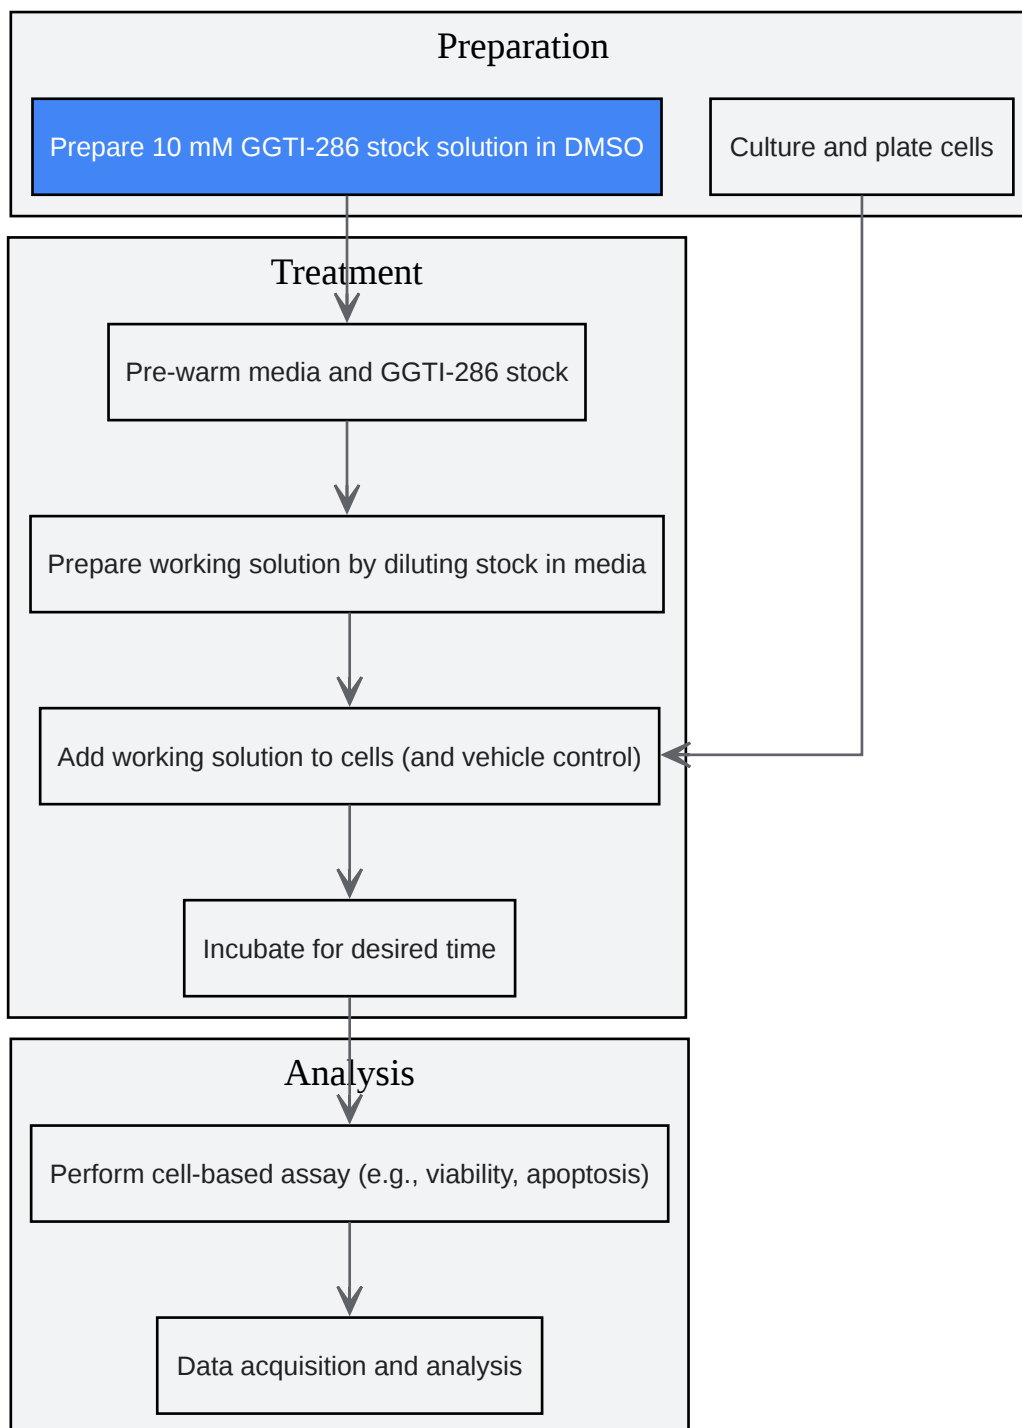 Preparation
Prepare 10 mM GGTI-286 stock solution in DMSO
Culture and plate cells
Treatment
Pre-warm media and GGTI-286 stock
Prepare working solution by diluting stock in media
Add working solution to cells (and vehicle control)
Incubate for desired time
Analysis
Perform cell-based assay (e.g., viability, apoptosis)
Data acquisition and analysis